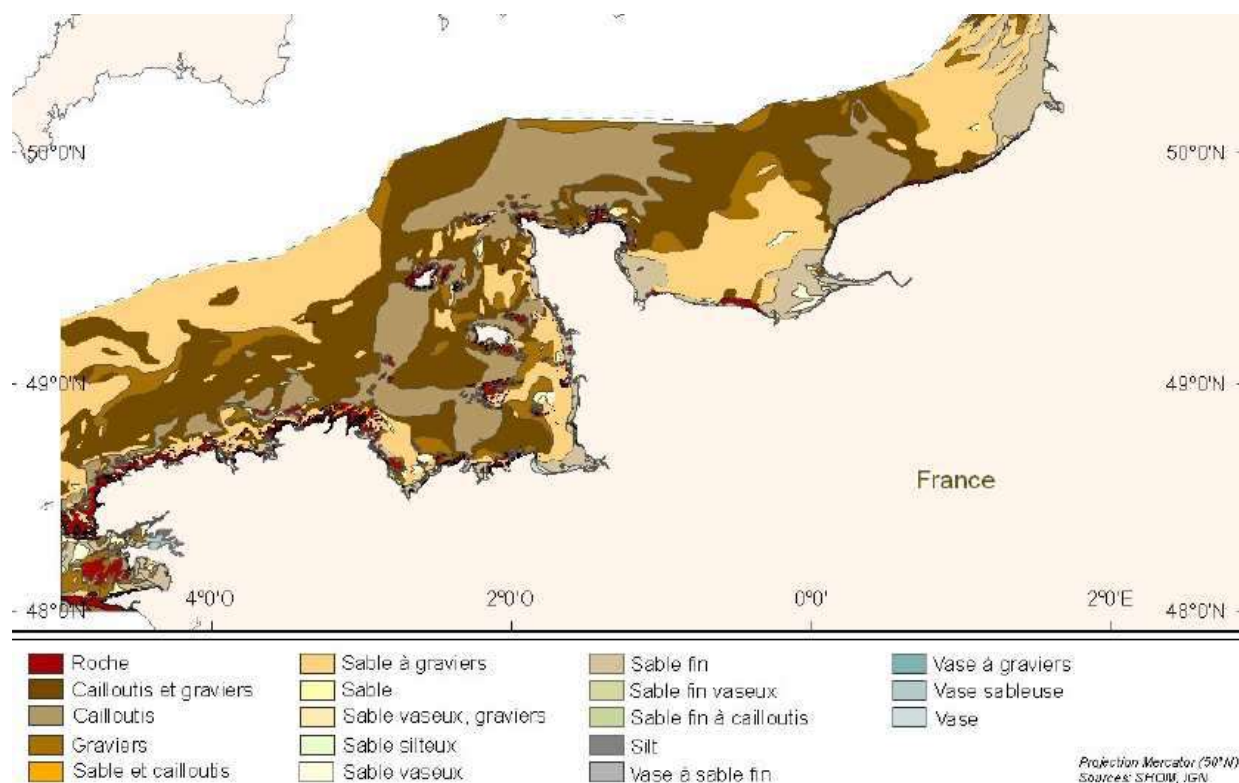 50°0'N
50°0'N
49°0'N
49°0'N
France
48°0'N
4°0'O
2°0'O
0°0'
2°0'E
48°0'N
Roche
Cailloutis et graviers
Cailloutis
Graviers
Sable et cailloutis
Sable à graviers
Sable
Sable vaseux, graviers
Sable silteux
Sable vaseux
Sable fin
Sable fin vaseux
Sable fin à cailloutis
Silt
Vase à sable fin
Vase à graviers
Vase sableuse
Vase
Projection Mercator (50°N)
Sources: SHOM, IGN